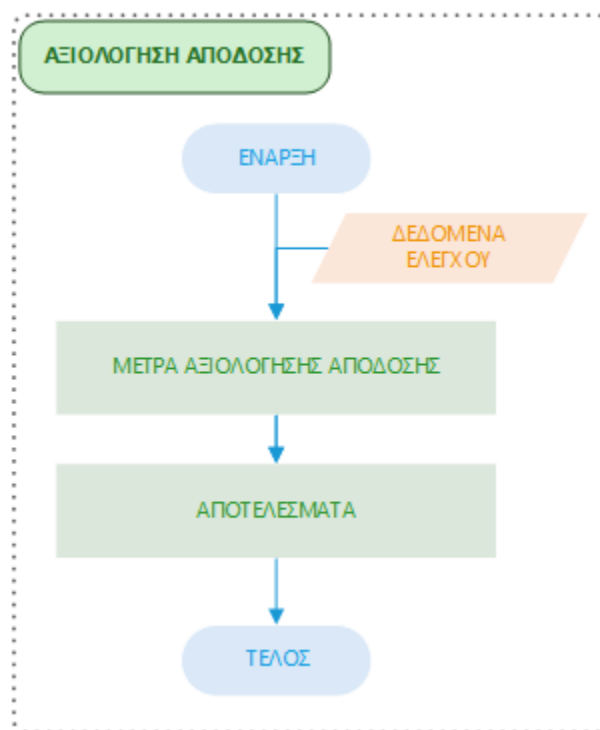 ΑΞΙΟΛΟΓΗΣΗ ΑΠΟΔΟΣΗΣ
ΕΝΑΡΞΗ
ΔΕΔΟΜΕΝΑ
ΕΛΕΓΧΟΥ
ΜΕΤΡΑ ΑΞΙΟΛΟΓΗΣΗΣ ΑΠΟΔΟΣΗΣ
ΑΠΟΤΕΛΕΣΜΑΤΑ
ΤΕΛΟΣ